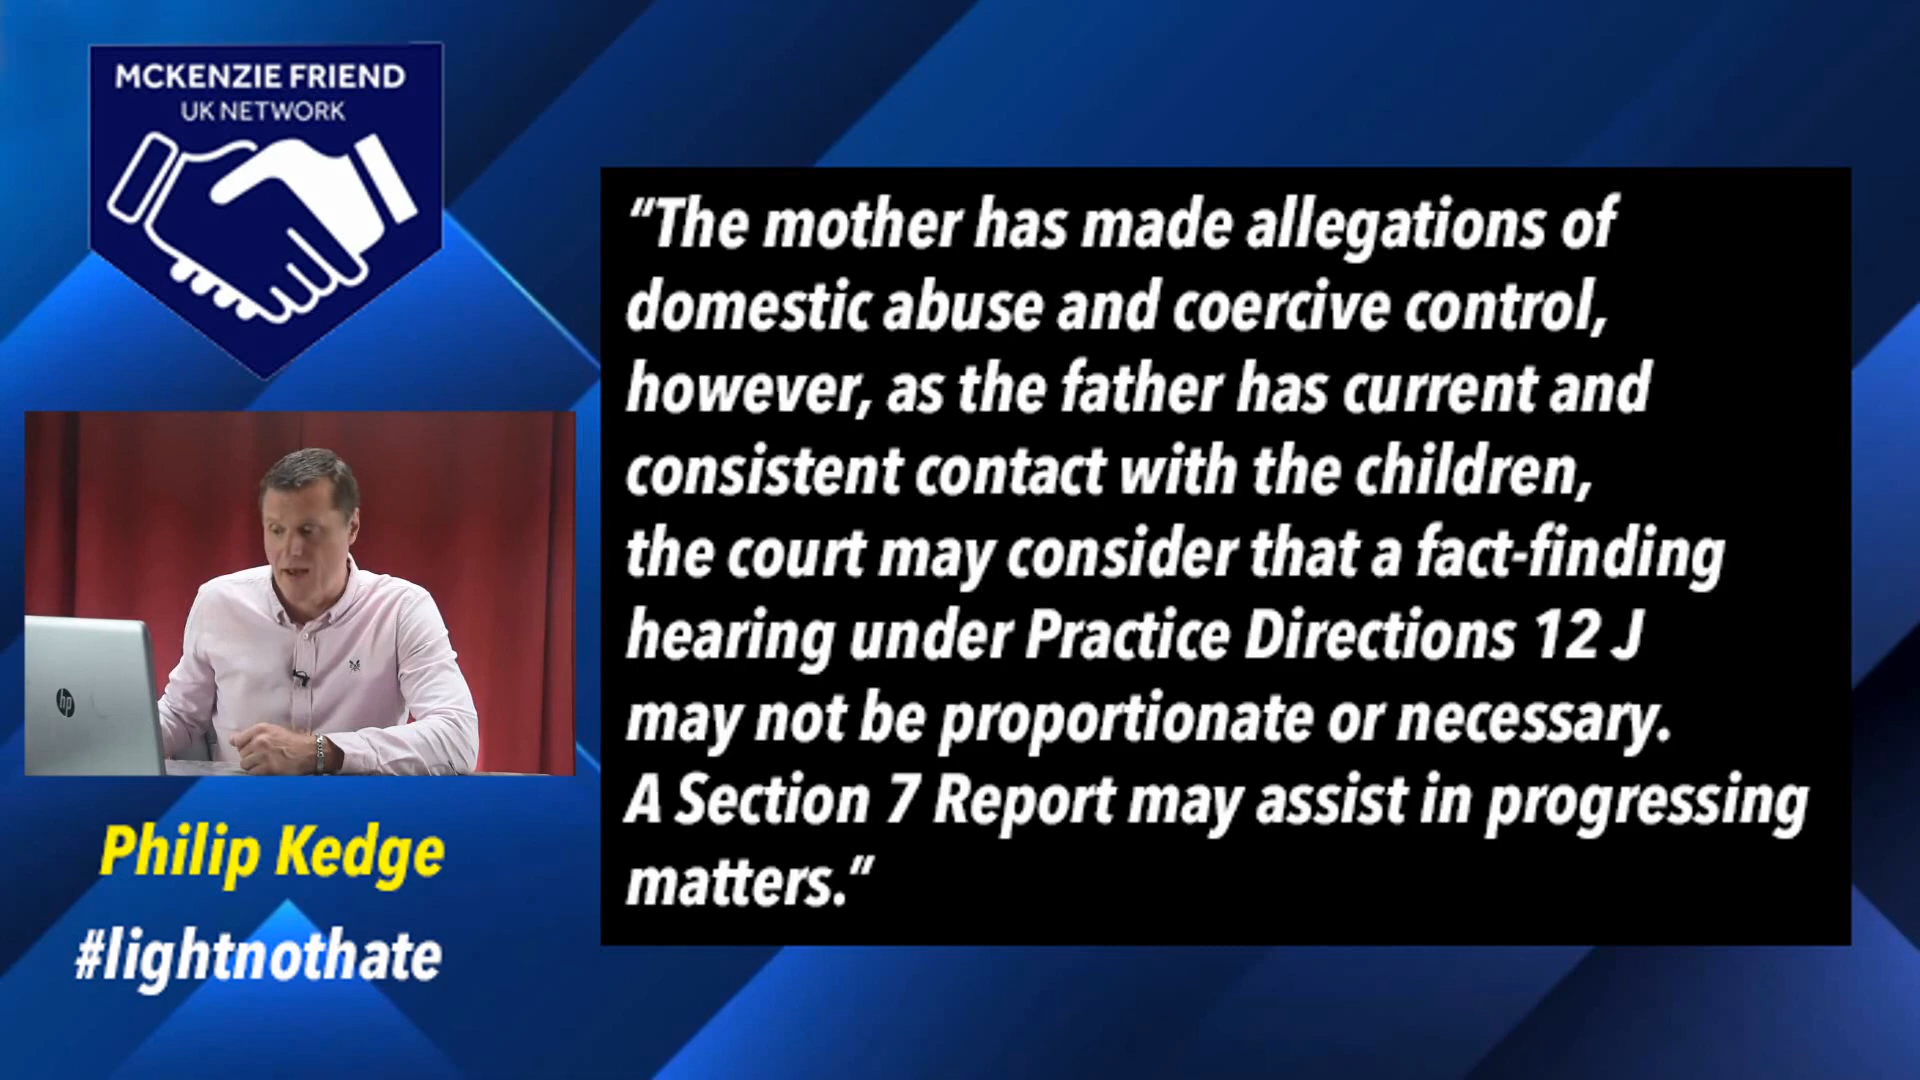 MCKENZIE FRIEND
UK NETWORK
“The mother has made allegations of
domestic abuse and coercive control,
however, as the father has current and
consistent contact with the children,
the court may consider that a fact-finding
hearing under Practice Directions 12 J
may not be proportionate or necessary.
A Section 7 Report may assist in progressing
matters.”
hp
Philip Kedge
#lightnothate